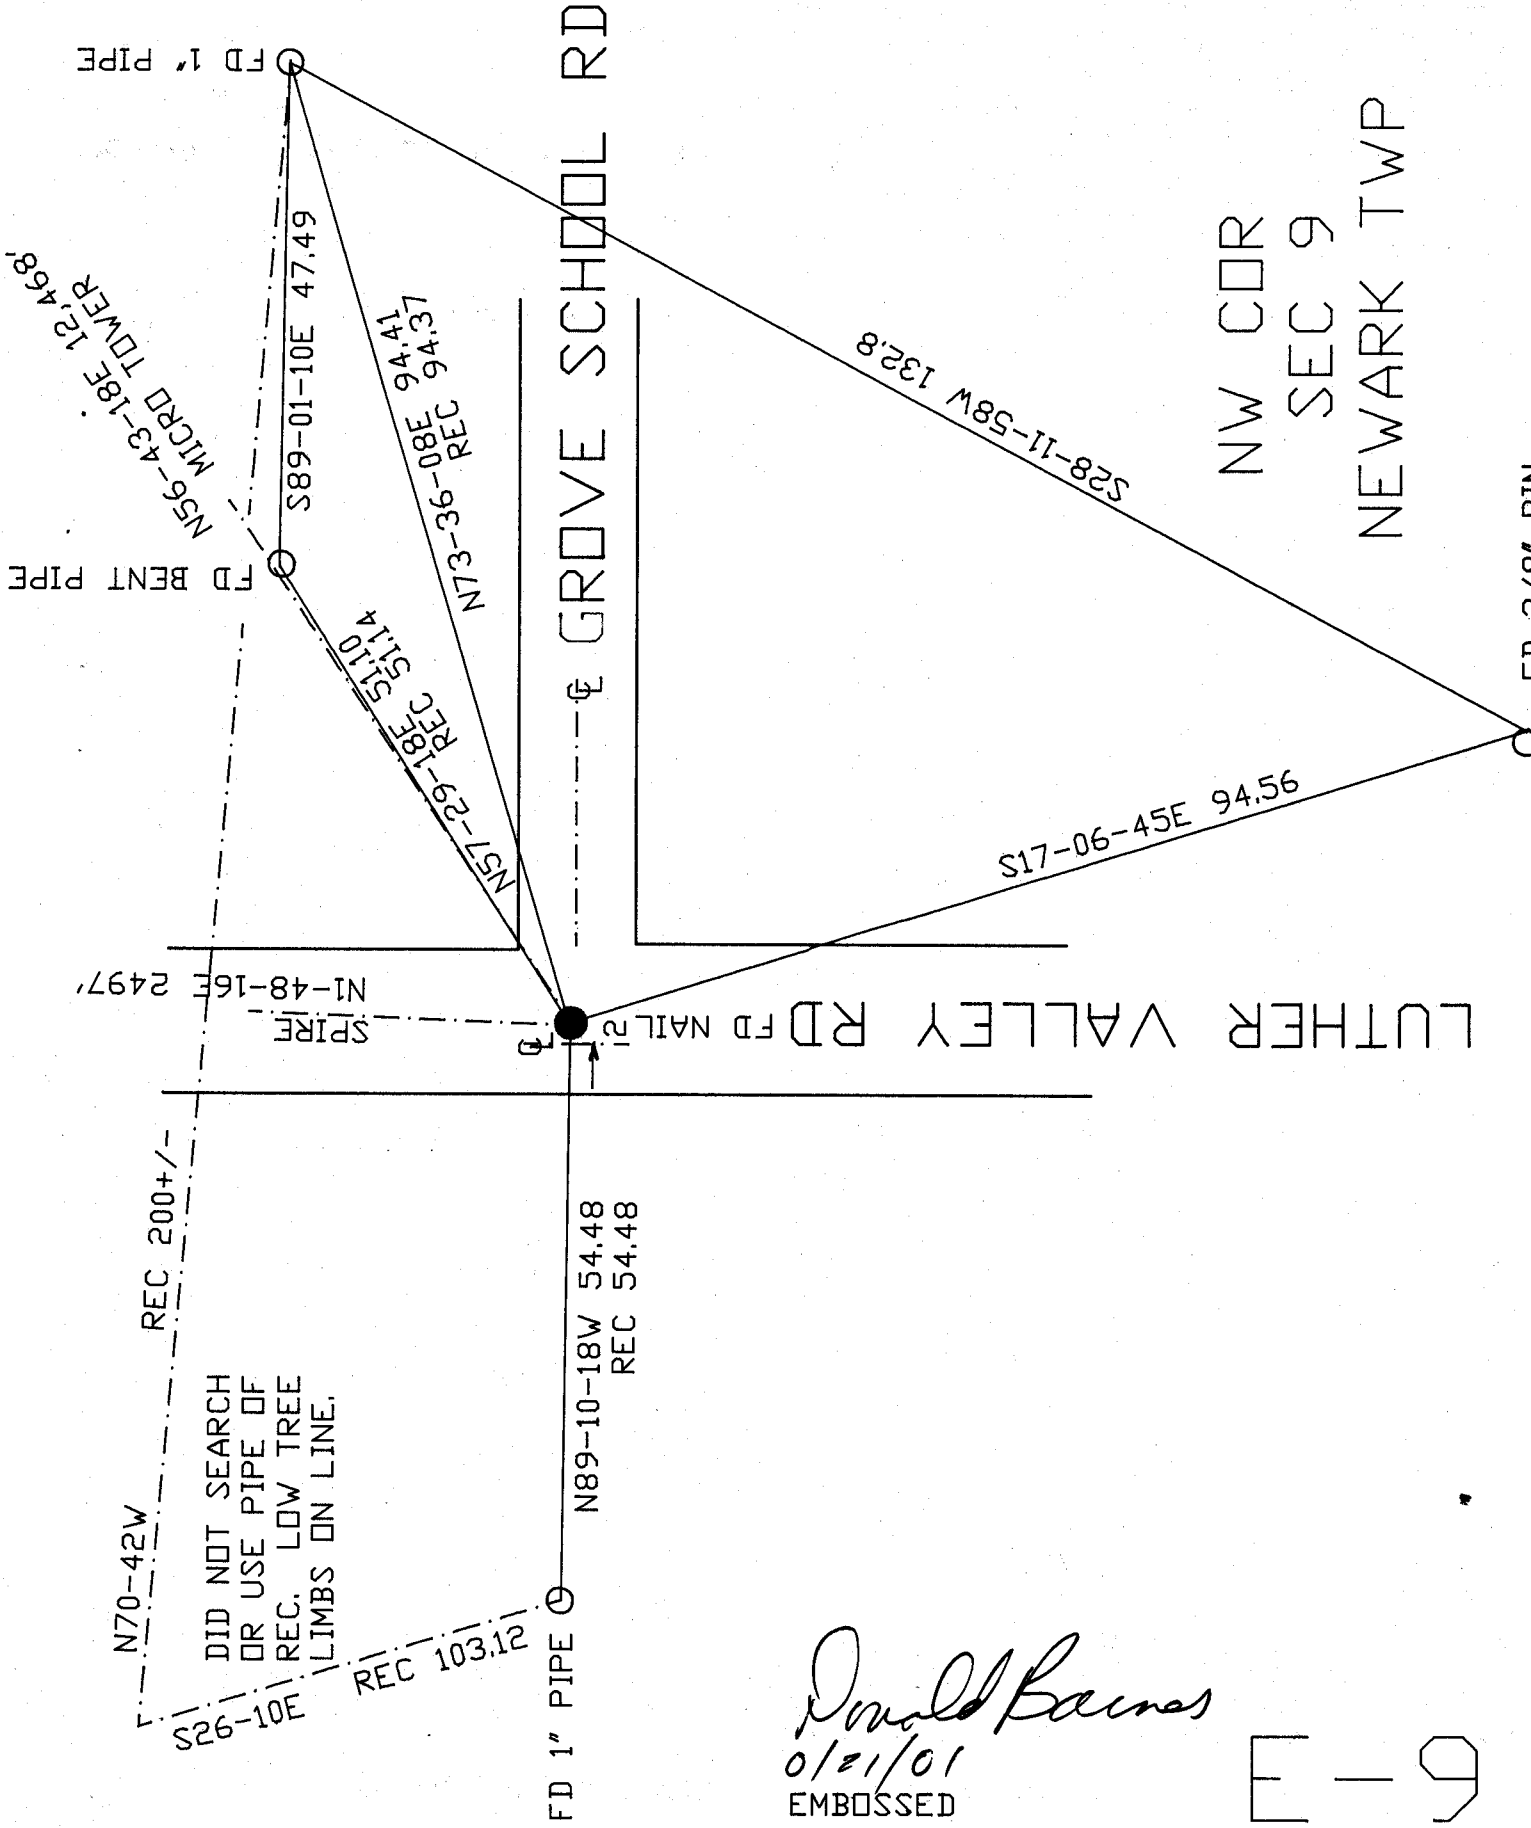 FD 1" PIPE
N56-43-18E 12,468'
MICRO TOWER
S89-01-10E 47.49
FD BENT PIPE
N73-36-08E 94.41
REC 94.37
N57-29-18E 51.10
REC 51.14
GROVE SCHOOL RD
S28-11-58W 132.8
NW COR
SEC 9
NEWARK TWP
S17-06-45E 94.56
N1-48-16E 2497'
SPIRE
FD NAIL
2
LUTHER VALLEY RD
REC 200+/-
N70-42W
DID NOT SEARCH
OR USE PIPE OF
REC. LOW TREE
LIMBS ON LINE.
S26-10E
REC 103.12
N89-10-18W 54.48
REC 54.48
FD 1" PIPE
Donald Barnes
0/21/01
EMBOSSED
E-9